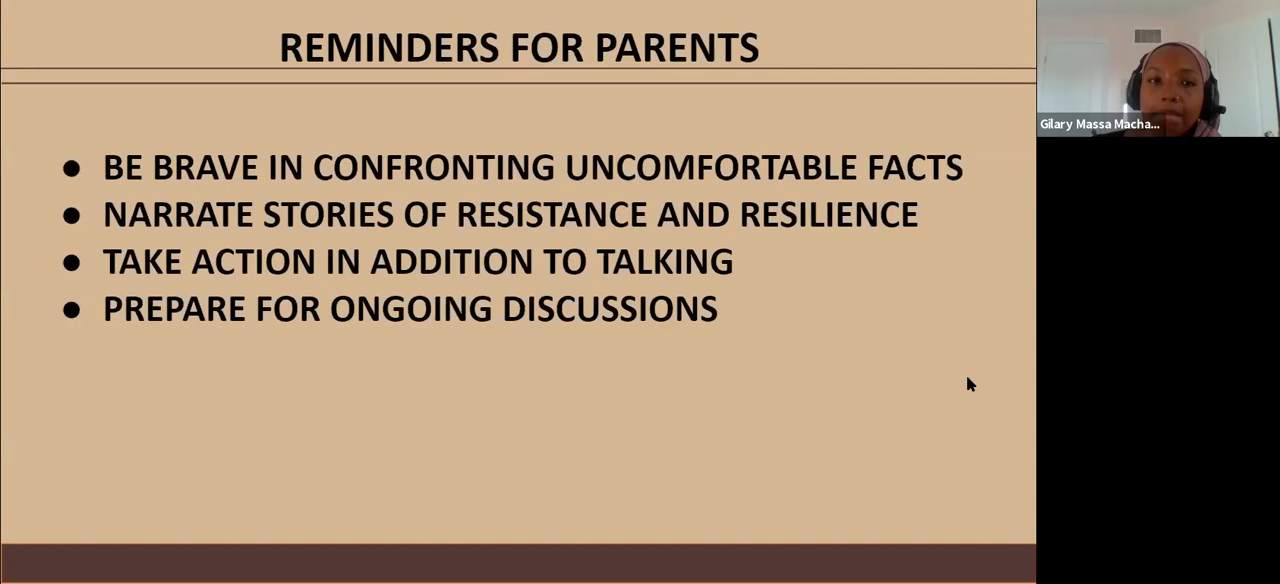 REMINDERS FOR PARENTS
● BE BRAVE IN CONFRONTING UNCOMFORTABLE FACTS
● NARRATE STORIES OF RESISTANCE AND RESILIENCE
● TAKE ACTION IN ADDITION TO TALKING
● PREPARE FOR ONGOING DISCUSSIONS
Gilary Massa Macha...